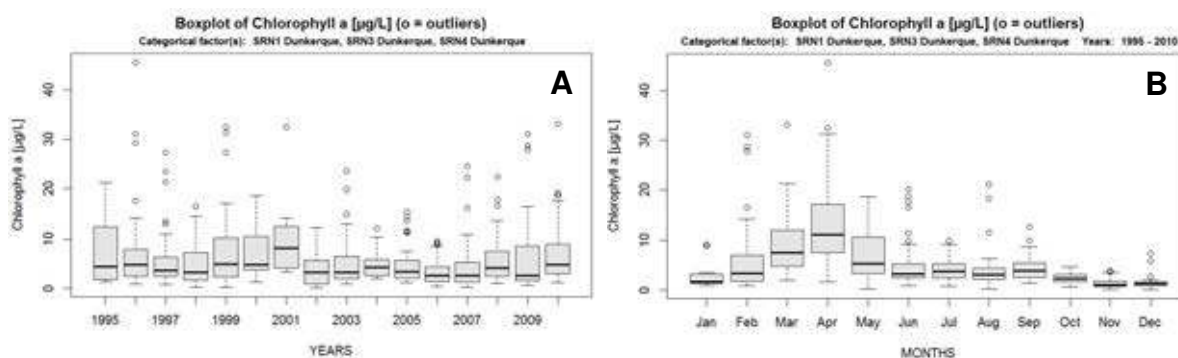 Boxplot of Chlorophyll a [µg/L] (o = outliers)
Categorical factor(s): SRN1 Dunkerque, SRN3 Dunkerque, SRN4 Dunkerque
A
Chlorophyll a [µg/L]
40
30
20
10
0
1995 1997 1999 2001 2003 2005 2007 2009
YEARS
Boxplot of Chlorophyll a [µg/L] (o = outliers)
Categorical factor(s): SRN1 Dunkerque, SRN3 Dunkerque, SRN4 Dunkerque Years: 1995 - 2010
B
Chlorophyll a [µg/L]
40
30
20
10
0
Jan Feb Mar Apr May Jun Jul Aug Sep Oct Nov Dec
MONTHS